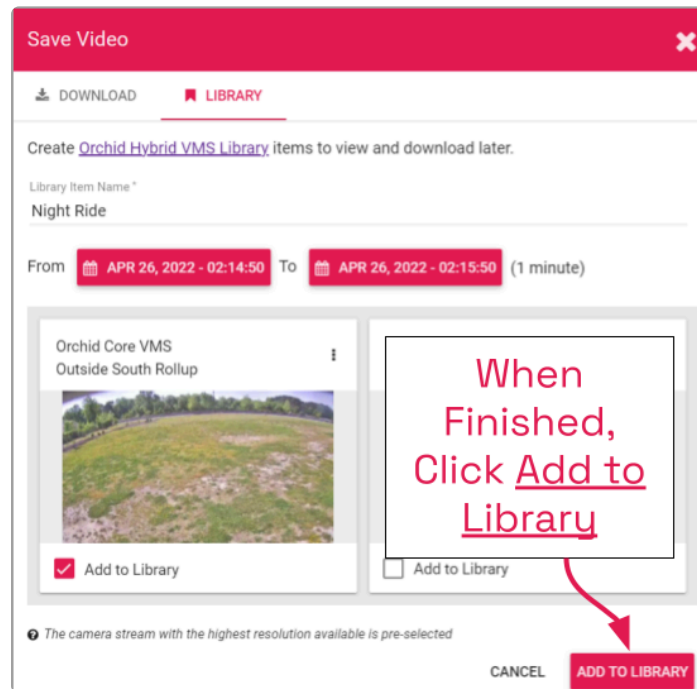 Save Video
DOWNLOAD
LIBRARY
Create Orchid Hybrid VMS Library items to view and download later.
Library Item Name *
Night Ride
From APR 26, 2022 - 02:14:50 To APR 26, 2022 - 02:15:50 (1 minute)
Orchid Core VMS
Outside South Rollup
Add to Library
When
Finished,
Click Add to
Library
Add to Library
The camera stream with the highest resolution available is pre-selected
CANCEL
ADD TO LIBRARY